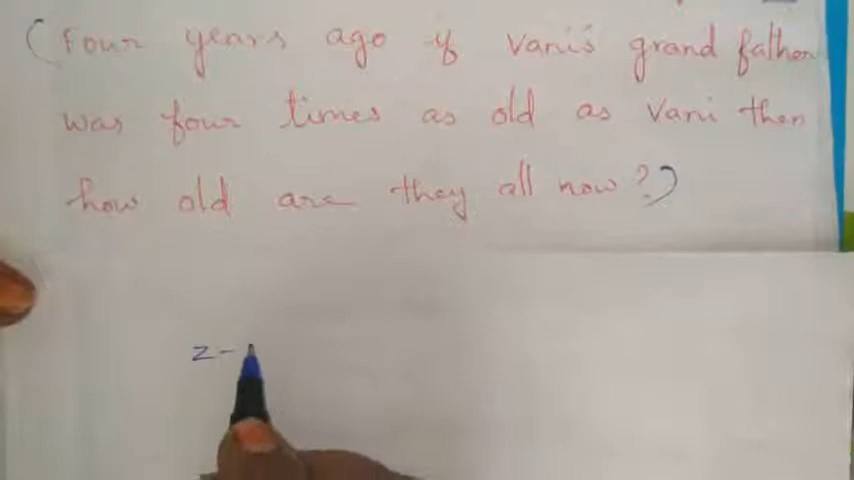 (Four years ago if Vani's grand father
was four times as old as Vani then
how old are they all now?)
z-